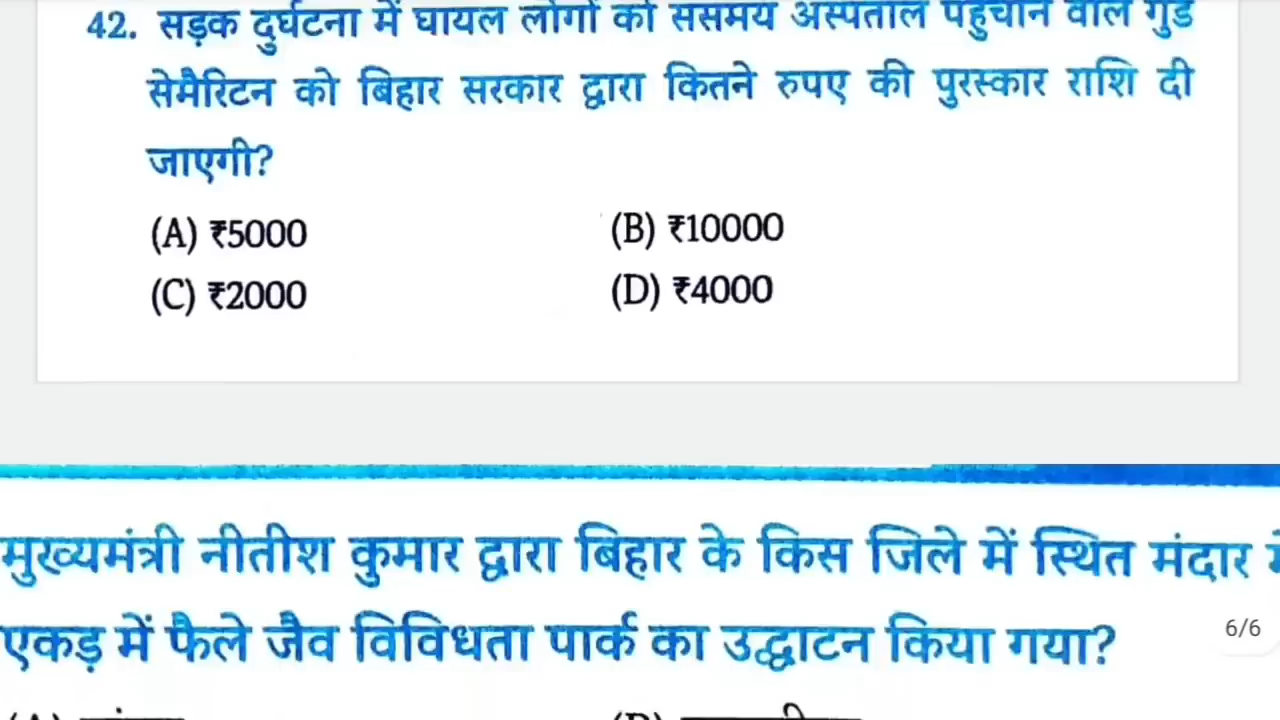 42. सड़क दुर्घटना में घायल लोगों को ससमय अस्पताल पहुंचाने वाले गुड
सेमैरिटन को बिहार सरकार द्वारा कितने रुपए की पुरस्कार राशि दी
जाएगी?
(A) ₹5000 (B) ₹10000
(C) ₹2000 (D) ₹4000
मुख्यमंत्री नीतीश कुमार द्वारा बिहार के किस जिले में स्थित मंदार
एकड़ में फैले जैव विविधता पार्क का उद्घाटन किया गया?
6/6